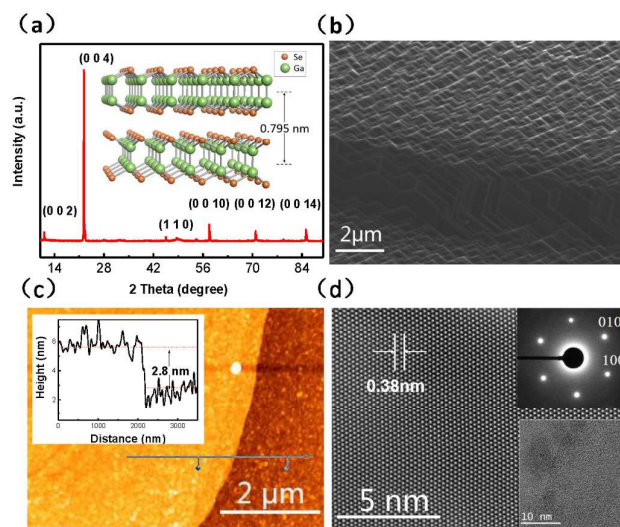 (a)
(0 0 4)
Se
Ga
0.795 nm
(0 0 2)
(1 1 0)
(0 0 10)
(0 0 12)
(0 0 14)
Intensity (a.u.)
14 28 42 56 70 84
2 Theta (degree)
(b)
2μm
(c)
Height (nm)
6
4
2
2.8 nm
0 1000 2000 3000
Distance (nm)
2 μm
(d)
0.38nm
5 nm
010
100
10 nm